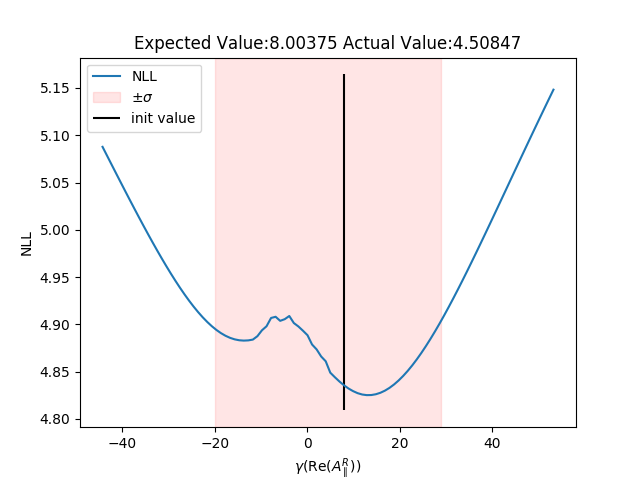 Expected Value:8.00375 Actual Value:4.50847
NLL
±σ
init value
5.15
5.10
5.05
5.00
4.95
4.90
4.85
4.80
NLL
−40
−20
0
20
40
γ(Re(A∥ᴿ))